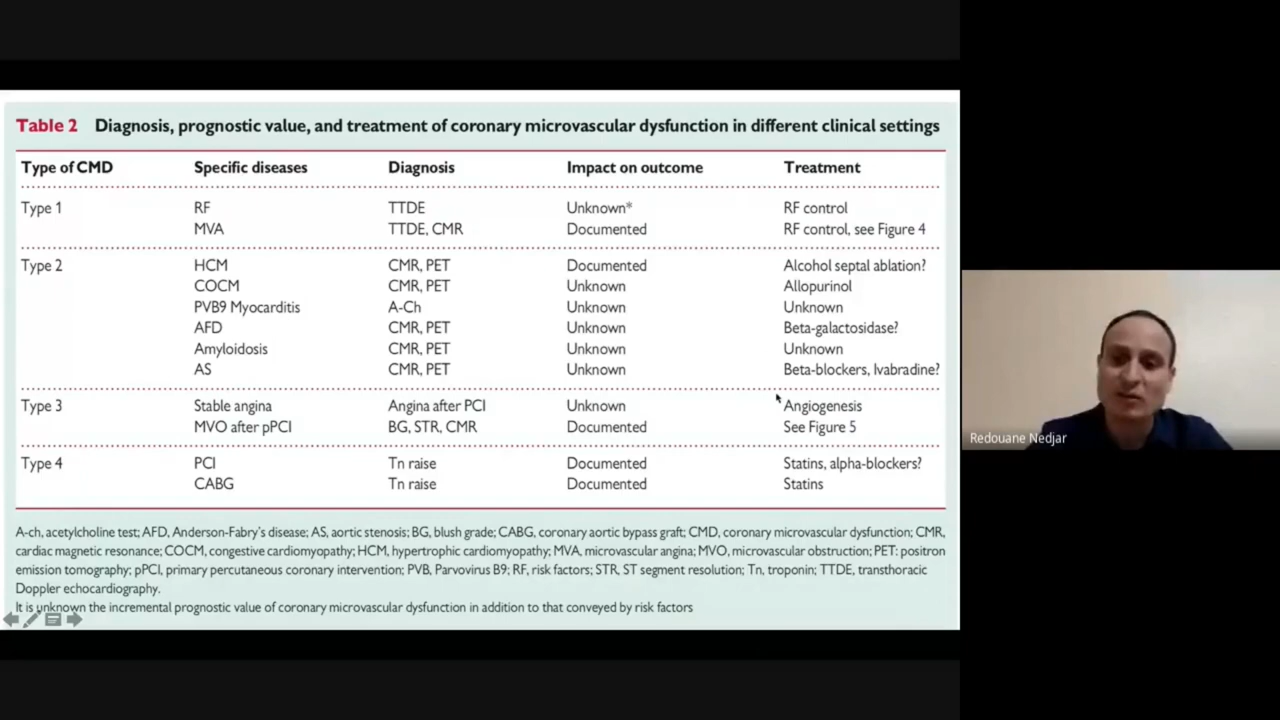 Table 2 Diagnosis, prognostic value, and treatment of coronary microvascular dysfunction in different clinical settings
Type of CMD Specific diseases Diagnosis Impact on outcome Treatment
Type 1 RF TTDE Unknown* RF control
MVA TTDE, CMR Documented RF control, see Figure 4
Type 2 HCM CMR, PET Documented Alcohol septal ablation?
COCM CMR, PET Unknown Allopurinol
PVB9 Myocarditis A-Ch Unknown Unknown
AFD CMR, PET Unknown Beta-galactosidase?
Amyloidosis CMR, PET Unknown Unknown
AS CMR, PET Unknown Beta-blockers, Ivabradine?
Type 3 Stable angina Angina after PCI Unknown Angiogenesis
MVO after pPCI BG, STR, CMR Documented See Figure 5
Type 4 PCI Tn raise Documented Statins, alpha-blockers?
CABG Tn raise Documented Statins
A-ch, acetylcholine test; AFD, Anderson-Fabry's disease; AS, aortic stenosis; BG, blush grade; CABG, coronary aortic bypass graft; CMD, coronary microvascular dysfunction; CMR,
cardiac magnetic resonance; COCM, congestive cardiomyopathy; HCM, hypertrophic cardiomyopathy; MVA, microvascular angina; MVO, microvascular obstruction; PET: positron
emission tomography; pPCI, primary percutaneous coronary intervention; PVB, Parvovirus B9; RF, risk factors; STR, ST segment resolution; Tn, troponin; TTDE, transthoracic
Doppler echocardiography.
It is unknown the incremental prognostic value of coronary microvascular dysfunction in addition to that conveyed by risk factors
Redouane Nedjar